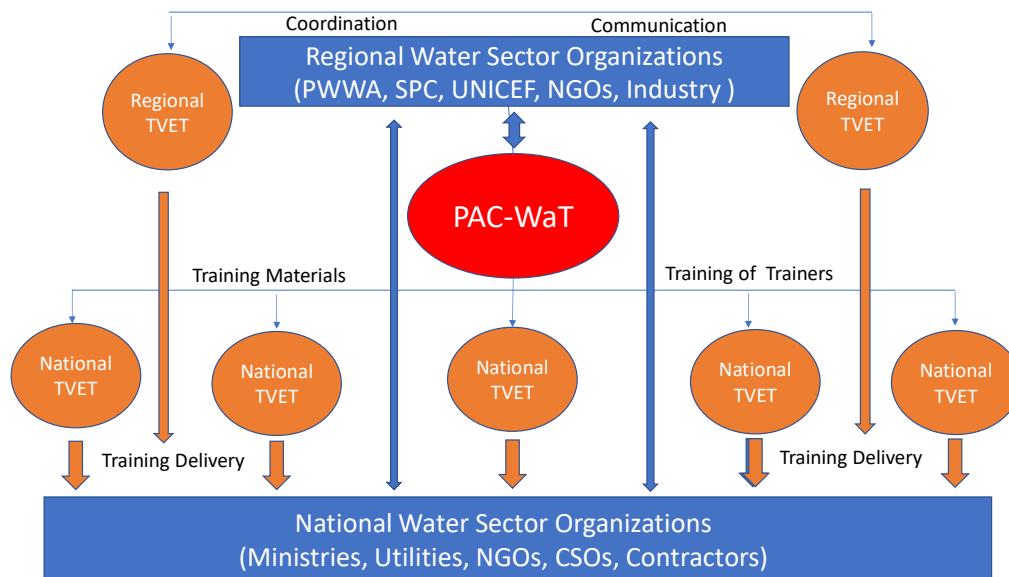 Coordination
Communication
Regional Water Sector Organizations
(PWWA, SPC, UNICEF, NGOs, Industry )
Regional
TVET
Regional
TVET
PAC-WaT
Training Materials
Training of Trainers
National
TVET
National
TVET
National
TVET
National
TVET
National
TVET
Training Delivery
Training Delivery
National Water Sector Organizations
(Ministries, Utilities, NGOs, CSOs, Contractors)